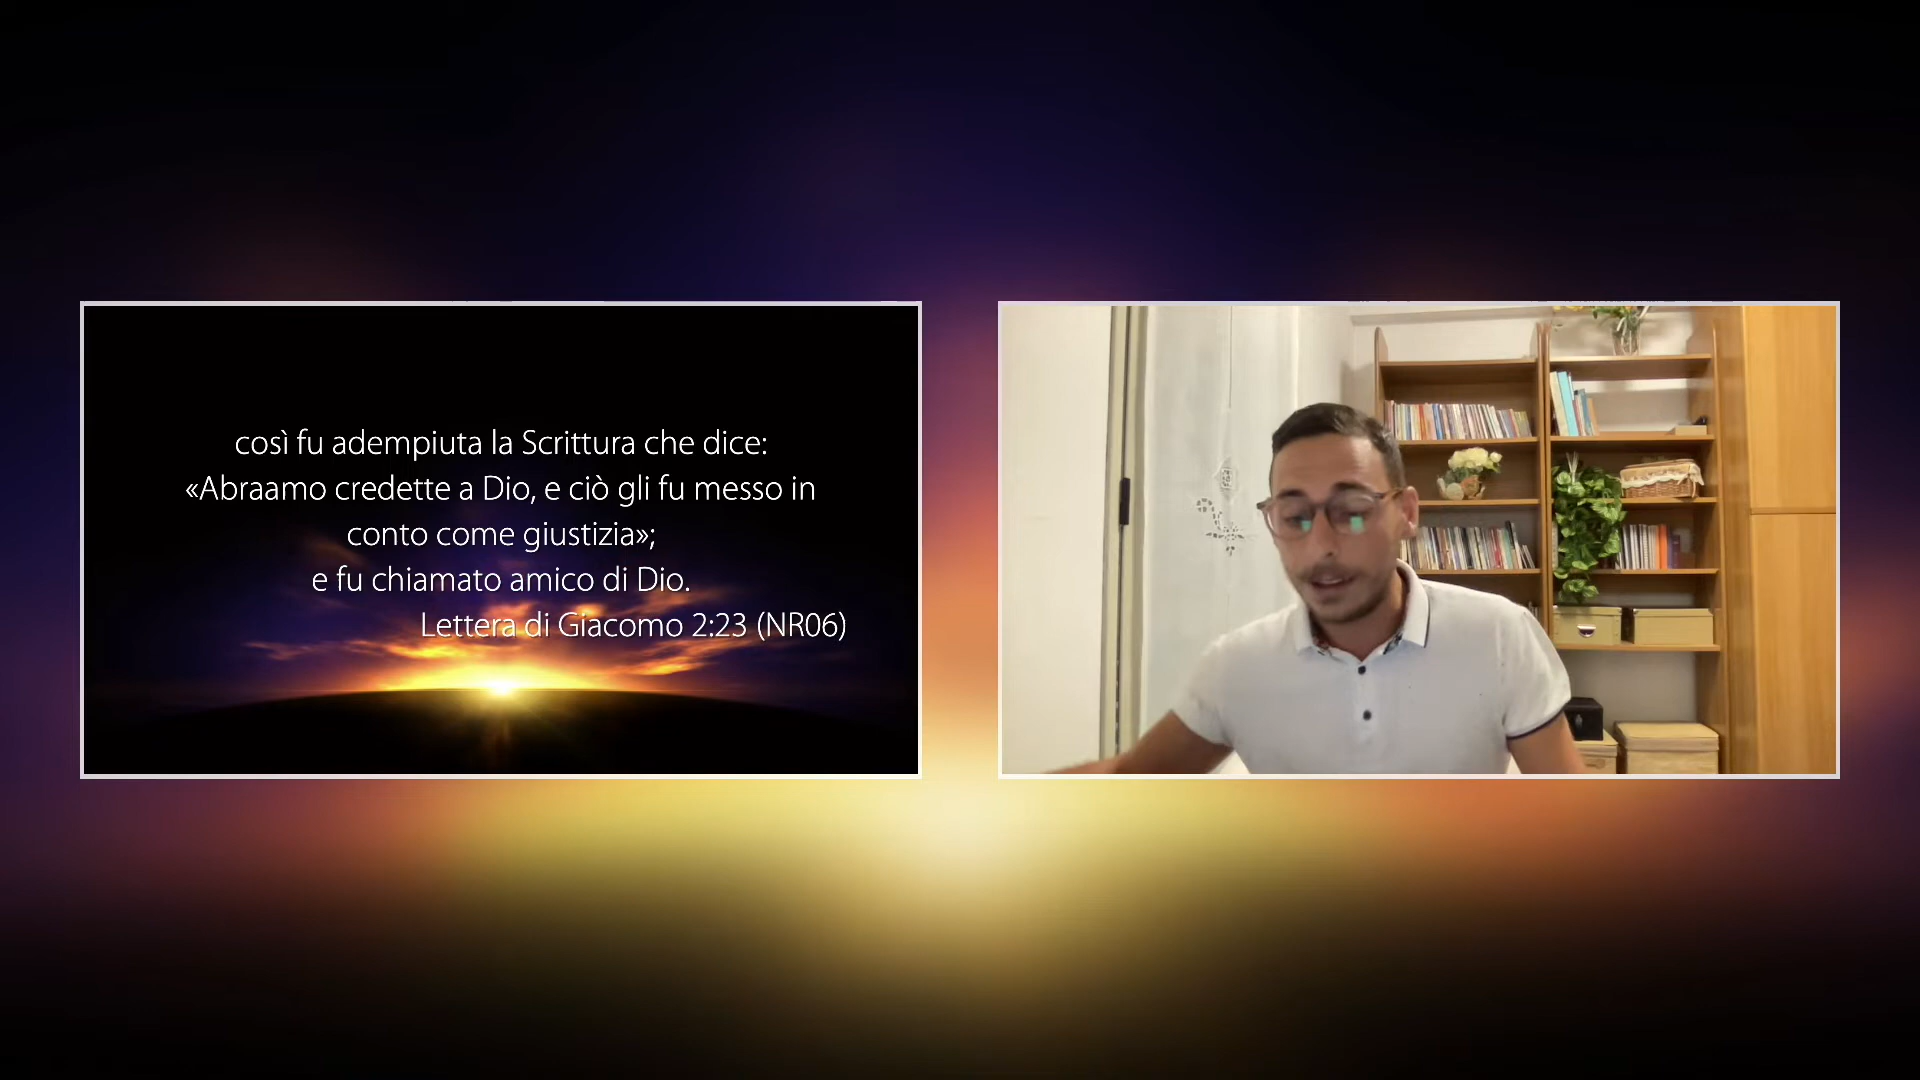 così fu adempiuta la Scrittura che dice:
«Abraamo credette a Dio, e ciò gli fu messo in
conto come giustizia»;
e fu chiamato amico di Dio.
Lettera di Giacomo 2:23 (NR06)